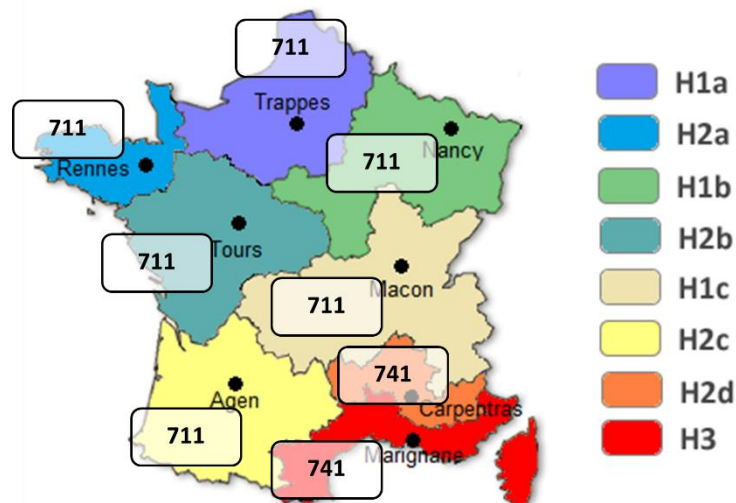 711
Trappes
711
Rennes
Nancy
711
Tours
711
Macon
711
741
Agen
Carpentras
711
Marignane
741
H1a
H2a
H1b
H2b
H1c
H2c
H2d
H3